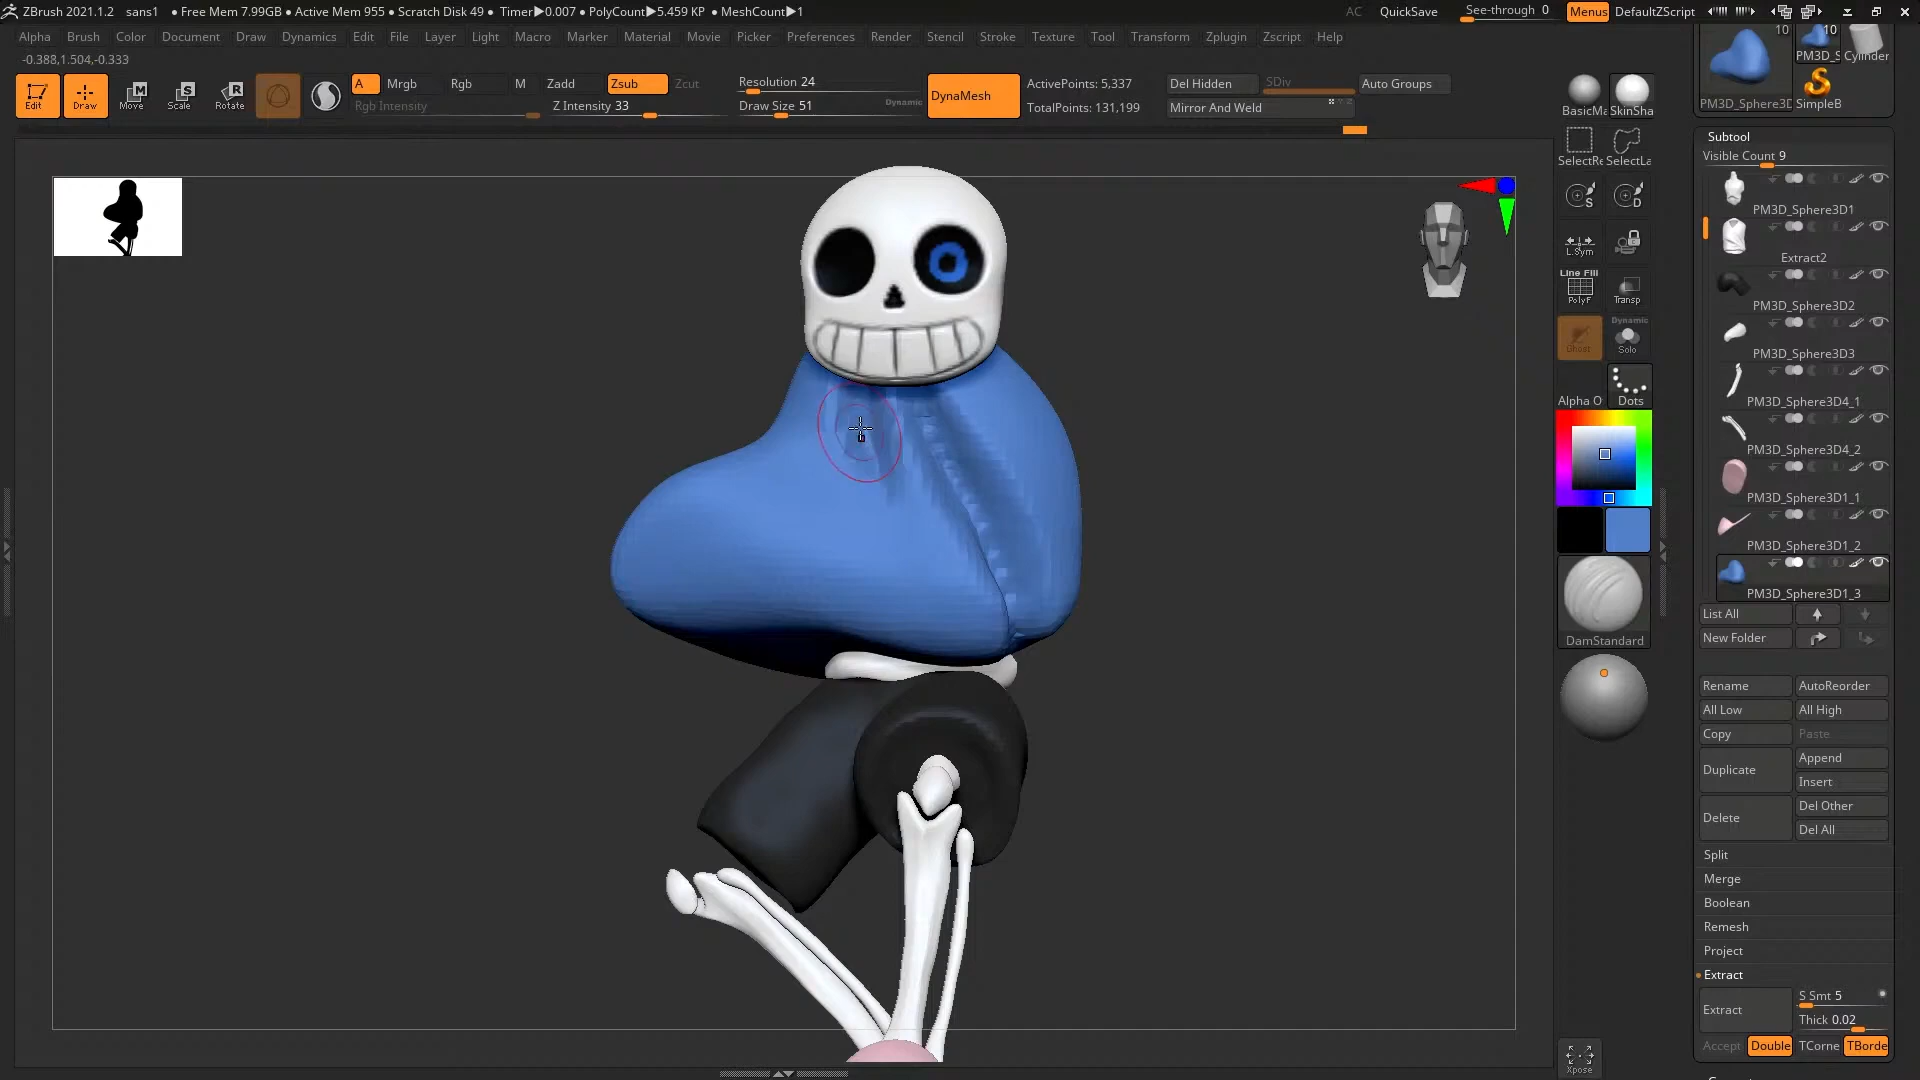 ZBrush 2021.1.2 sans1 • Free Mem 7.99GB • Active Mem 955 • Scratch Disk 49 • Timer▶0.007 • PolyCount▶5.459 KP • MeshCount▶1 AC QuickSave See-through 0 Menus DefaultZScript
Alpha Brush Color Document Draw Dynamics Edit File Layer Light Macro Marker Material Movie Picker Preferences Render Stencil Stroke Texture Tool Transform Zplugin Zscript Help
-0.388,1.504,-0.333
Edit Draw Move Scale Rotate
A Mrgb Rgb M Zadd Zsub Zcut
Rgb Intensity Z Intensity 33
Resolution 24
Draw Size 51 Dynamic
DynaMesh
ActivePoints: 5,337
TotalPoints: 131,199
Del Hidden SDiv Auto Groups
Mirror And Weld
BasicMa SkinSha
SelectRe SelectLa
S D
L.Sym
Line Fill
PolyF Transp
Dynamic
Ghost Solo
Alpha O Dots
DamStandard
Xpose
10 10
PM3D_S Cylinder
PM3D_Sphere3D SimpleB
Subtool
Visible Count 9
PM3D_Sphere3D1
Extract2
PM3D_Sphere3D2
PM3D_Sphere3D3
PM3D_Sphere3D4_1
PM3D_Sphere3D4_2
PM3D_Sphere3D1_1
PM3D_Sphere3D1_2
PM3D_Sphere3D1_3
List All
New Folder
Rename AutoReorder
All Low All High
Copy Paste
Duplicate Append
Insert
Delete Del Other
Del All
Split
Merge
Boolean
Remesh
Project
Extract
Extract S Smt 5
Thick 0.02
Accept Double TCorne TBorde